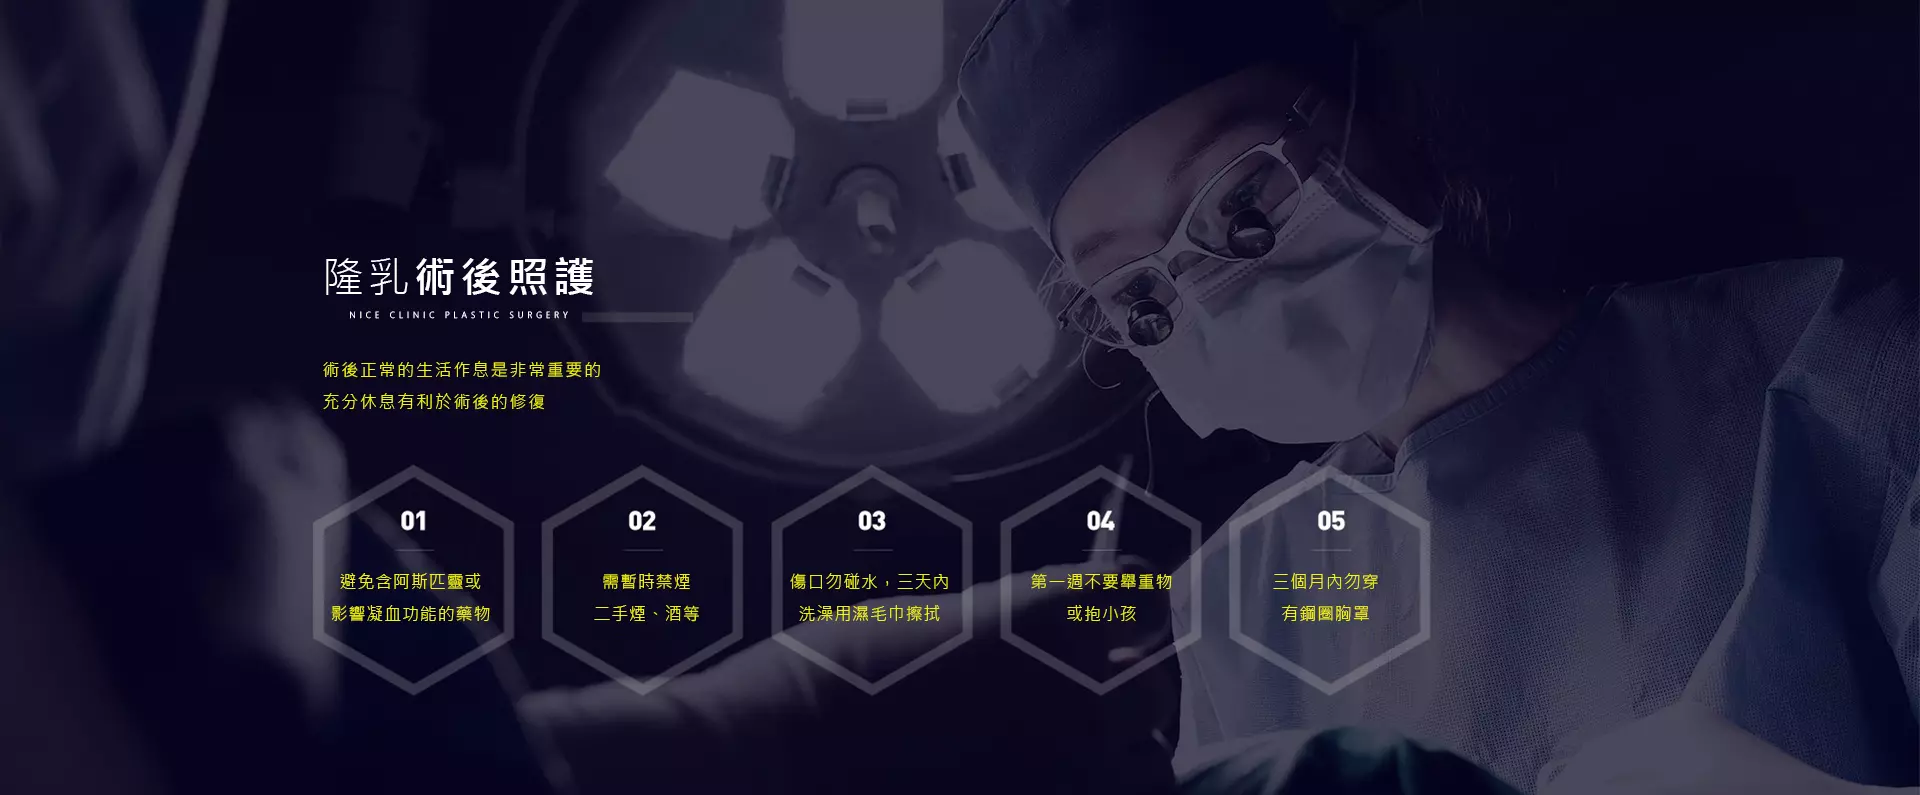 隆乳術後照護
NICE CLINIC PLASTIC SURGERY
術後正常的生活作息是非常重要的
充分休息有利於術後的修復
01
避免含阿斯匹靈或
影響凝血功能的藥物
02
需暫時禁煙
二手煙、酒等
03
傷口勿碰水，三天內
洗澡用濕毛巾擦拭
04
第一週不要舉重物
或抱小孩
05
三個月內勿穿
有鋼圈胸罩